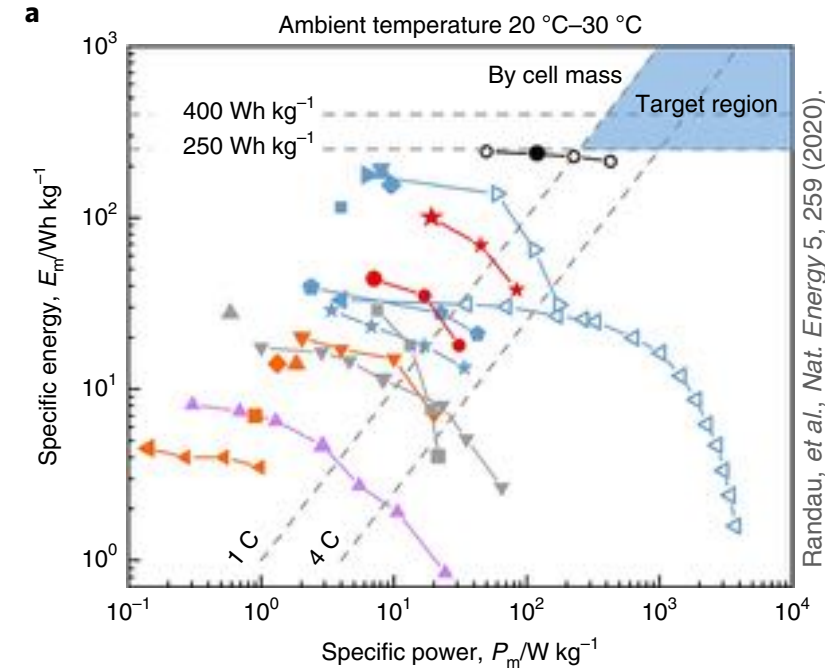 a
Ambient temperature 20 °C–30 °C
10³
10²
10¹
10⁰
Specific energy, Eₘ/Wh kg⁻¹
By cell mass
Target region
400 Wh kg⁻¹
250 Wh kg⁻¹
1 C
4 C
10⁻¹
10⁰
10¹
10²
10³
10⁴
Specific power, Pₘ/W kg⁻¹
Randau, et al., Nat. Energy 5, 259 (2020).